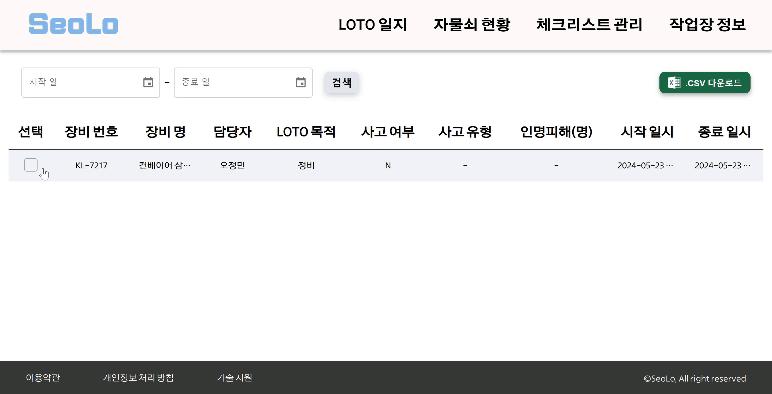 SeoLo LOTO 일지 자물쇠 현황 체크리스트 관리 작업장 정보
시작 일 - 종료 일 검색 .CSV 다운로드
선택 장비 번호 장비 명 담당자 LOTO 목적 사고 여부 사고 유형 인명피해(명) 시작 일시 종료 일시
KL-7217 컨베이어 삼… 오정민 정비 N - - 2024-05-23 … 2024-05-23 …
이용약관 개인정보 처리 방침 기술 지원 ©SeoLo, All right reserved